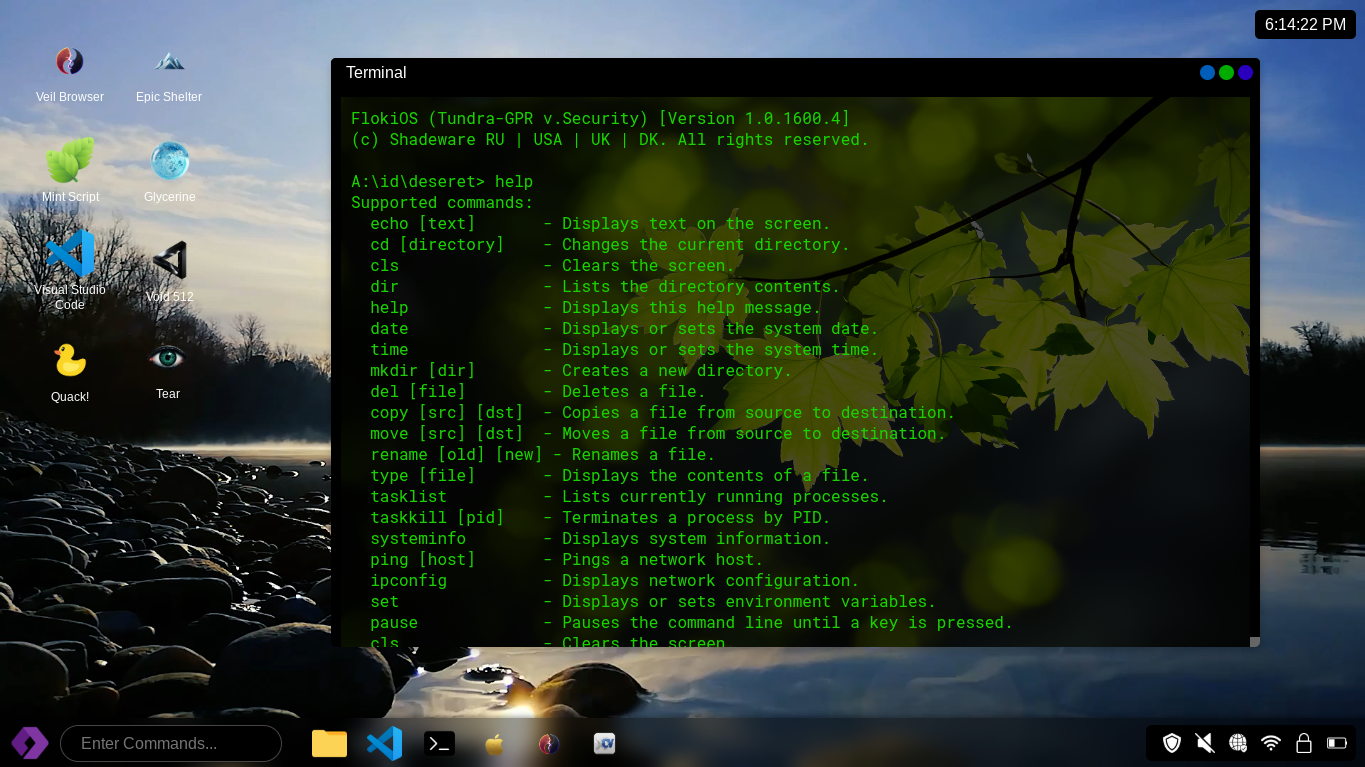 6:14:22 PM
Veil Browser
Epic Shelter
Mint Script
Glycerine
Visual Studio
Code
Void 512
Quack!
Tear
Terminal
FlokiOS (Tundra-GPR v.Security) [Version 1.0.1600.4]
(c) Shadeware RU | USA | UK | DK. All rights reserved.
A:\id\deseret> help
Supported commands:
echo [text] - Displays text on the screen.
cd [directory] - Changes the current directory.
cls - Clears the screen.
dir - Lists the directory contents.
help - Displays this help message.
date - Displays or sets the system date.
time - Displays or sets the system time.
mkdir [dir] - Creates a new directory.
del [file] - Deletes a file.
copy [src] [dst] - Copies a file from source to destination.
move [src] [dst] - Moves a file from source to destination.
rename [old] [new] - Renames a file.
type [file] - Displays the contents of a file.
tasklist - Lists currently running processes.
taskkill [pid] - Terminates a process by PID.
systeminfo - Displays system information.
ping [host] - Pings a network host.
ipconfig - Displays network configuration.
set - Displays or sets environment variables.
pause - Pauses the command line until a key is pressed.
cls - Clears the screen
Enter Commands...